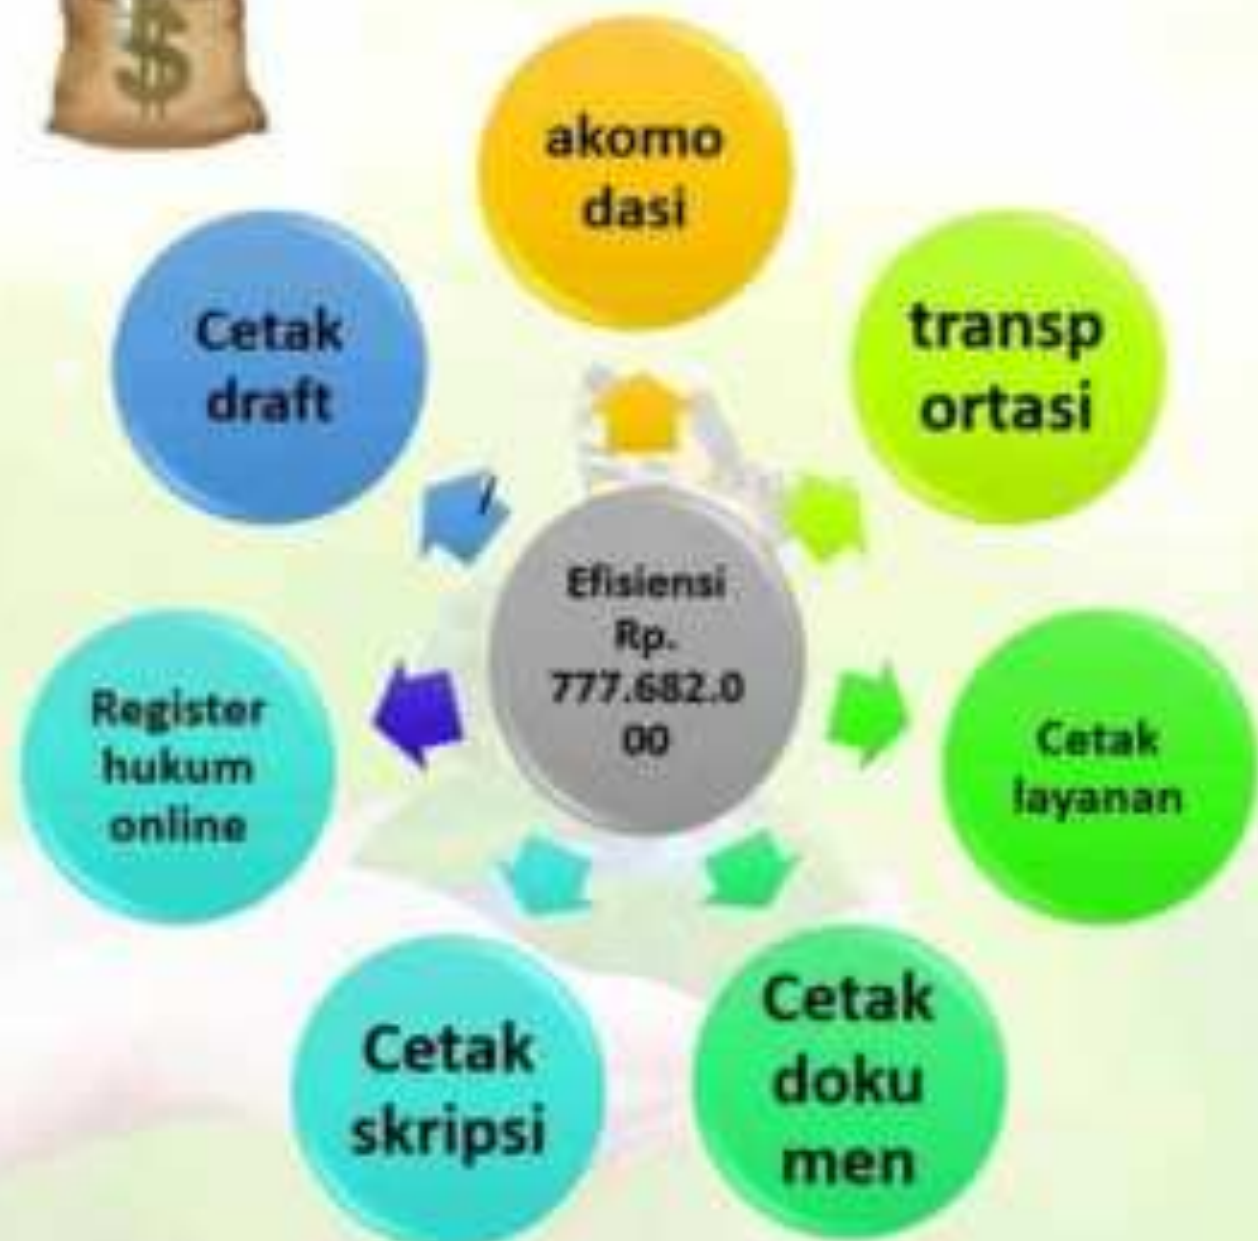 $
akomo
dasi
transp
ortasi
Cetak
layanan
Cetak
doku
men
Cetak
skripsi
Register
hukum
online
Cetak
draft
/
Efisiensi
Rp.
777.682.0
00